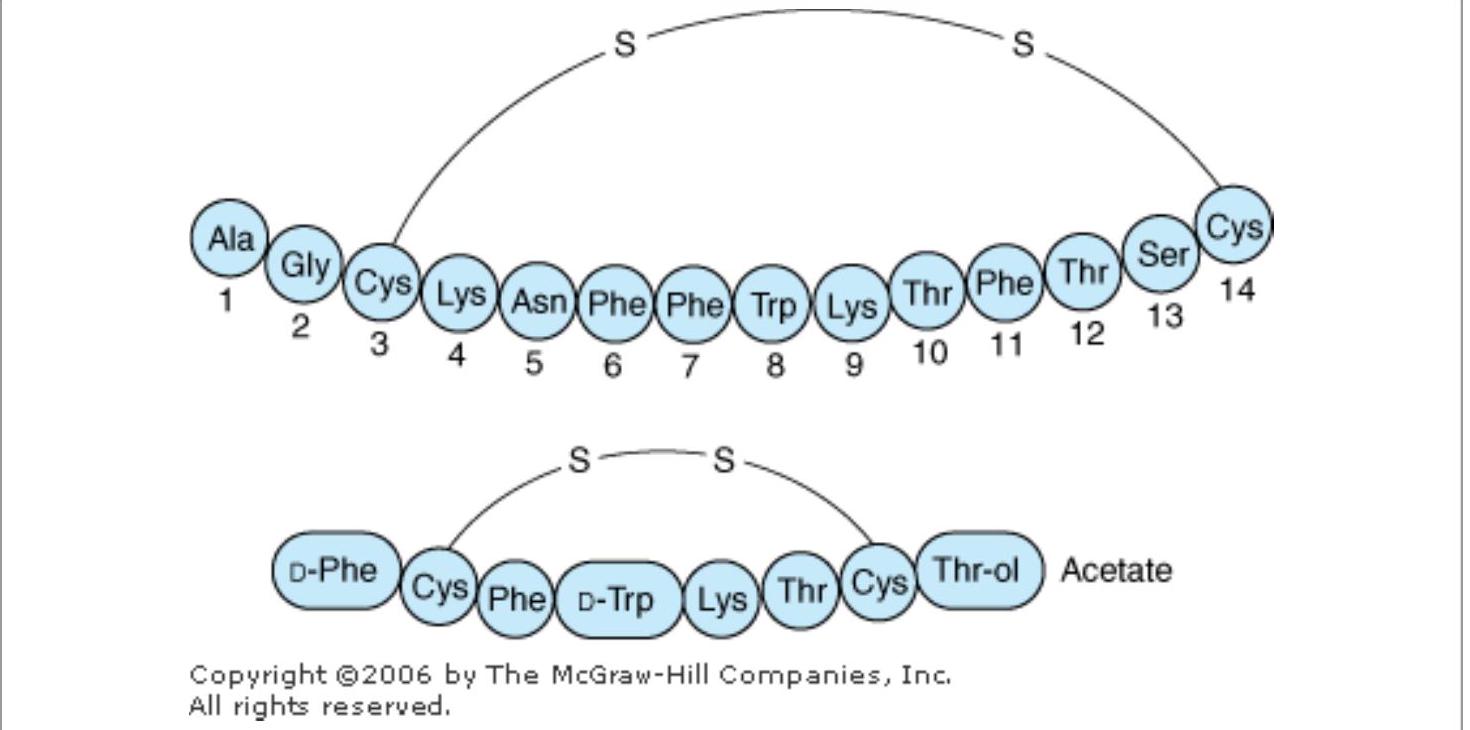 S S
Ala Gly Cys Lys Asn Phe Phe Trp Lys Thr Phe Thr Ser Cys
1 2 3 4 5 6 7 8 9 10 11 12 13 14
S S
D-Phe Cys Phe D-Trp Lys Thr Cys Thr-ol Acetate
Copyright ©2006 by The McGraw-Hill Companies, Inc.
All rights reserved.